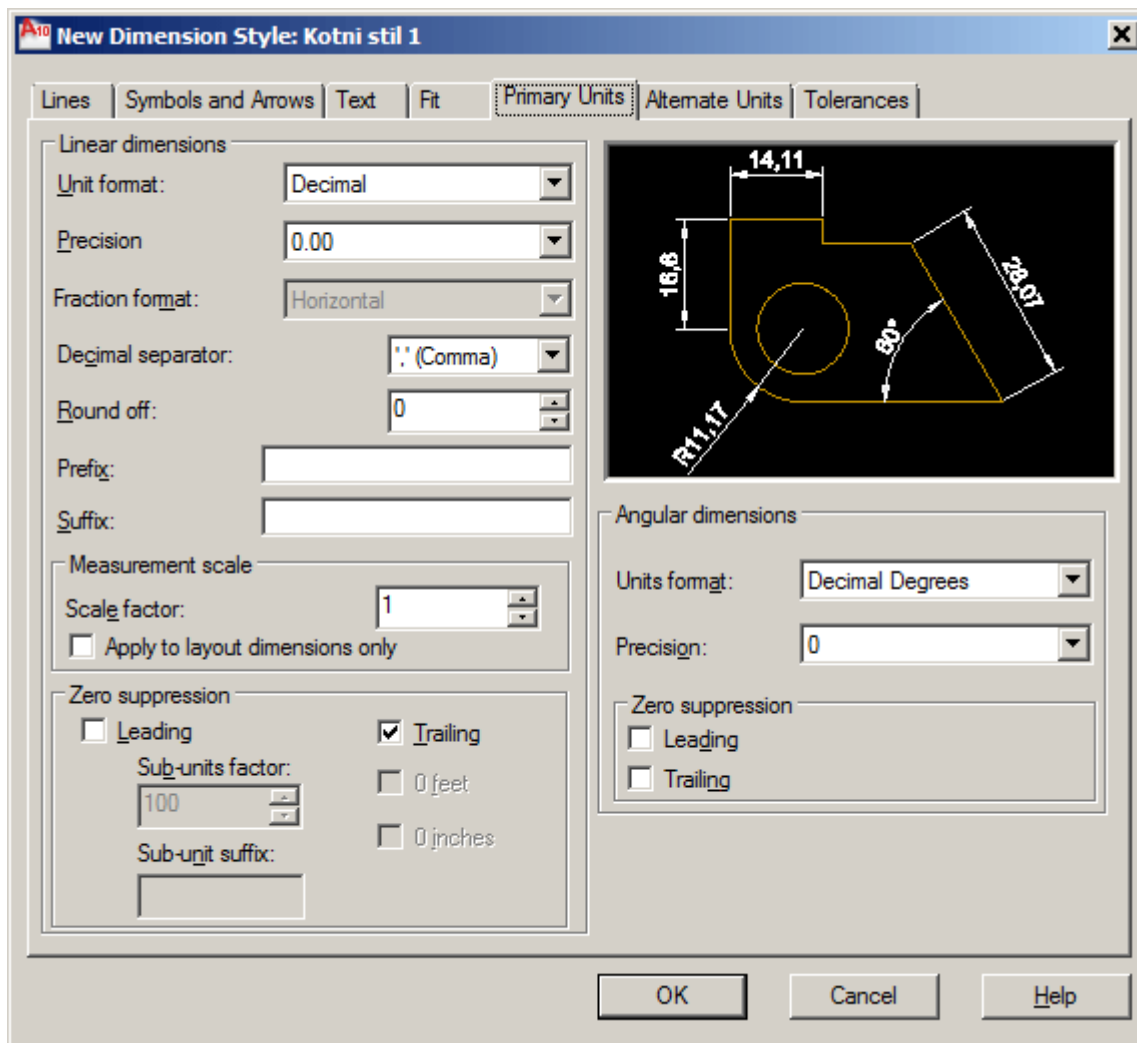 A10 New Dimension Style: Kotni stil 1
Lines Symbols and Arrows Text Fit Primary Units Alternate Units Tolerances
Linear dimensions
Unit format: Decimal
Precision 0.00
Fraction format: Horizontal
Decimal separator: ',' (Comma)
Round off: 0
Prefix:
Suffix:
Measurement scale
Scale factor: 1
Apply to layout dimensions only
Zero suppression
Leading Trailing
Sub-units factor: 0 feet
100
0 inches
Sub-unit suffix:
14,11
16,6
28,07
60°
R11,17
Angular dimensions
Units format: Decimal Degrees
Precision: 0
Zero suppression
Leading
Trailing
OK Cancel Help